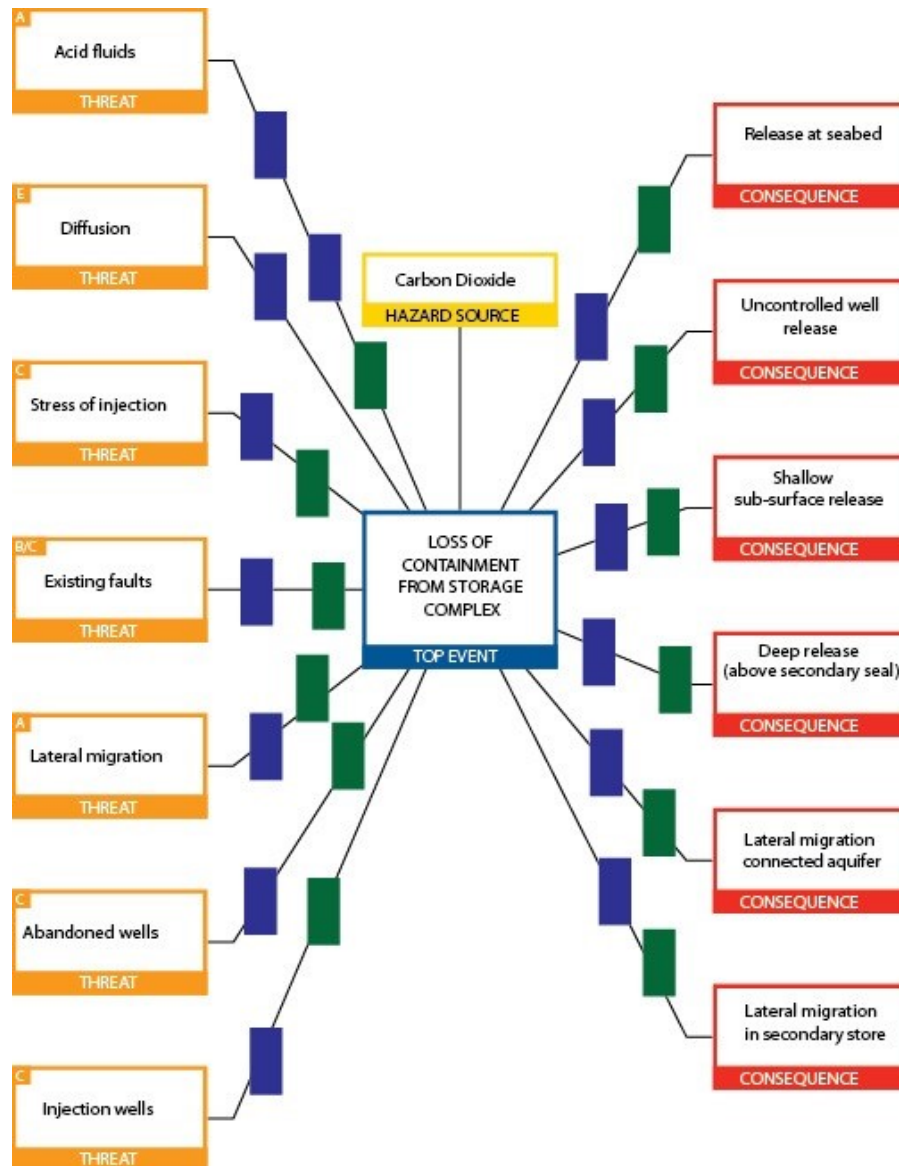 A
Acid fluids
THREAT
E
Diffusion
THREAT
C
Stress of injection
THREAT
B/C
Existing faults
THREAT
A
Lateral migration
THREAT
C
Abandoned wells
THREAT
C
Injection wells
THREAT
Carbon Dioxide
HAZARD SOURCE
LOSS OF
CONTAINMENT
FROM STORAGE
COMPLEX
TOP EVENT
Release at seabed
CONSEQUENCE
Uncontrolled well
release
CONSEQUENCE
Shallow
sub-surface release
CONSEQUENCE
Deep release
(above secondary seal)
CONSEQUENCE
Lateral migration
connected aquifer
CONSEQUENCE
Lateral migration
in secondary store
CONSEQUENCE